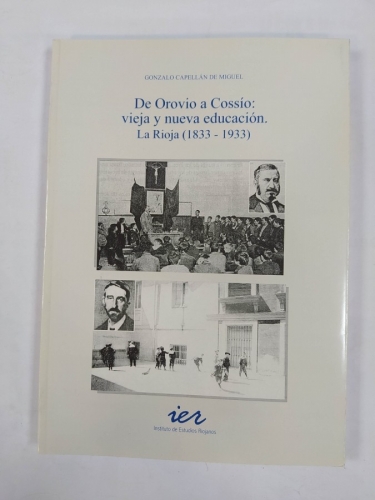 GONZALO CAPELLÁN DE MIGUEL
De Orovio a Cossío:
vieja y nueva educación.
La Rioja (1833 - 1933)
ier
Instituto de Estudios Riojanos